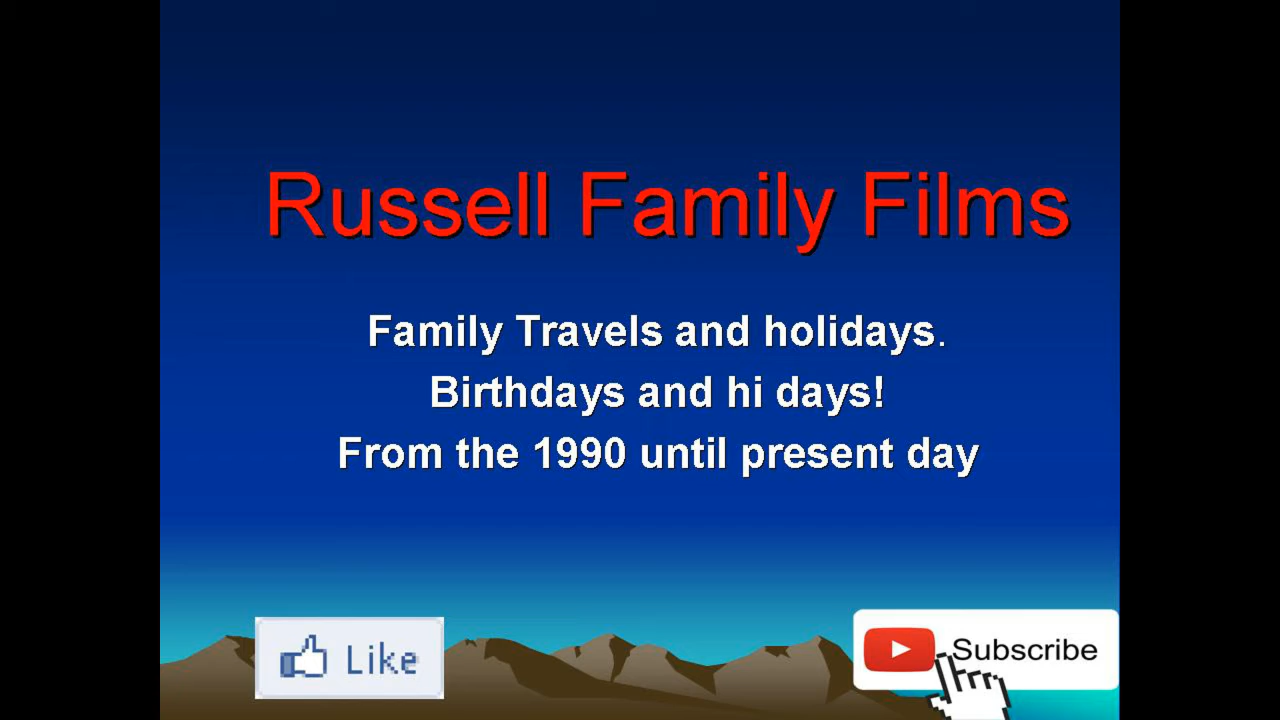 Russell Family Films
Family Travels and holidays.
Birthdays and hi days!
From the 1990 until present day
Like
Subscribe